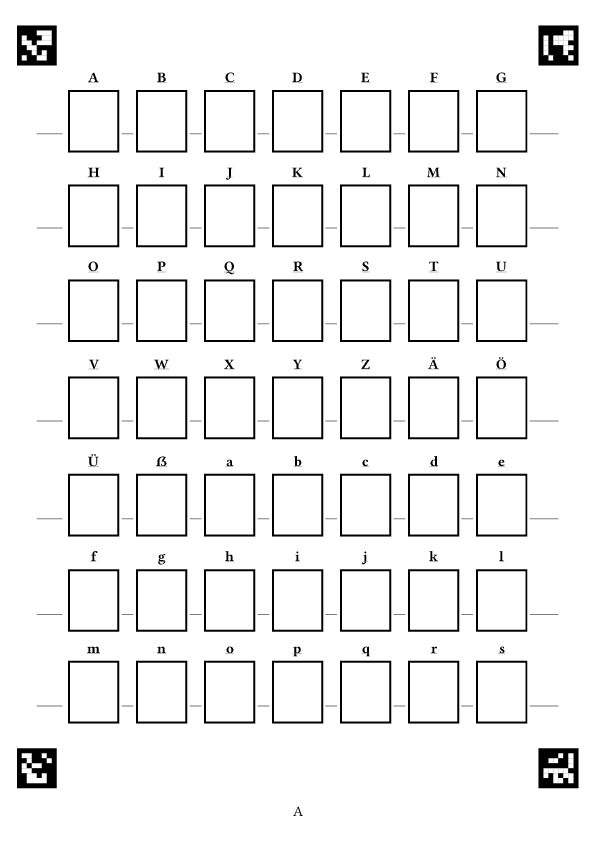 A B C D E F G
H I J K L M N
O P Q R S T U
V W X Y Z Ä Ö
Ü ẞ a b c d e
f g h i j k l
m n o p q r s
A